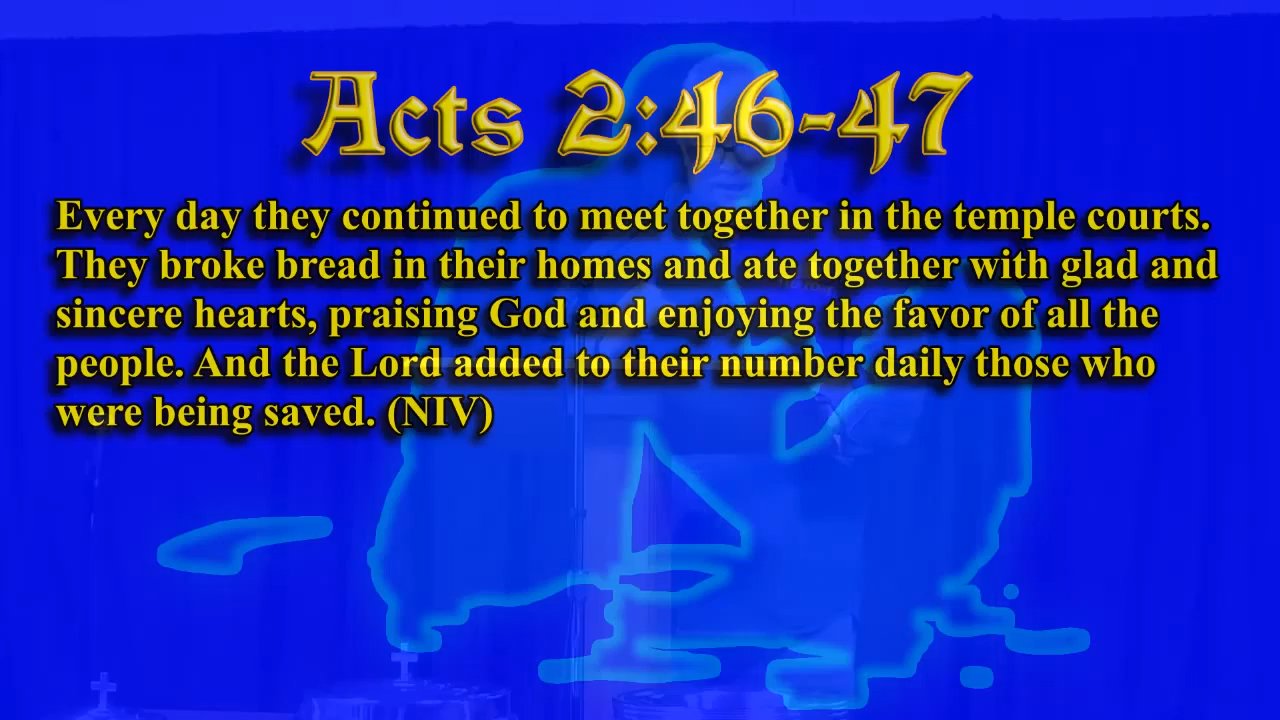 Acts 2:46-47
Every day they continued to meet together in the temple courts.
They broke bread in their homes and ate together with glad and
sincere hearts, praising God and enjoying the favor of all the
people. And the Lord added to their number daily those who
were being saved. (NIV)